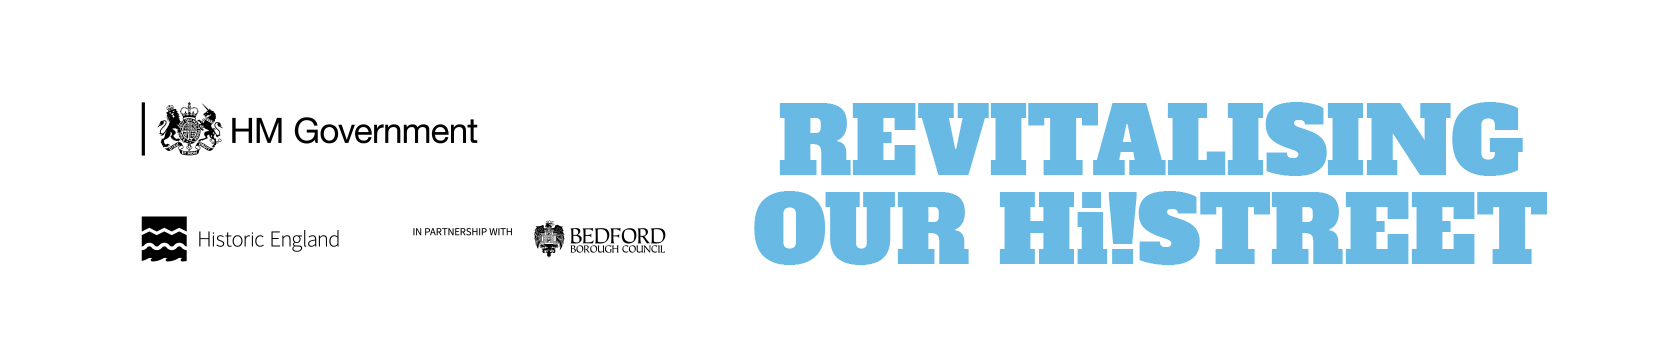 HM Government
Historic England
IN PARTNERSHIP WITH
BEDFORD
BOROUGH COUNCIL
REVITALISING
OUR Hi!STREET